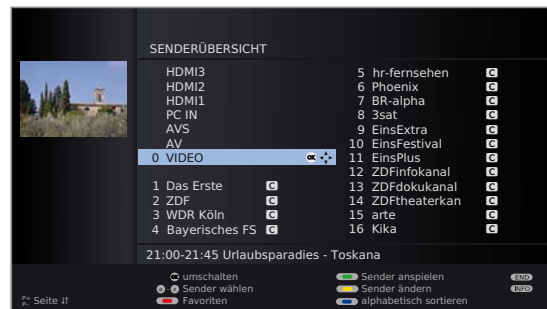 SENDERÜBERSICHT
HDMI3
HDMI2
HDMI1
PC IN
AVS
AV
0 VIDEO OK
1 Das Erste C
2 ZDF C
3 WDR Köln C
4 Bayerisches FS C
5 hr-fernsehen C
6 Phoenix C
7 BR-alpha C
8 3sat C
9 EinsExtra C
10 EinsFestival C
11 EinsPlus C
12 ZDFinfokanal C
13 ZDFdokukanal C
14 ZDFtheaterkan C
15 arte C
16 Kika C
21:00-21:45 Urlaubsparadies - Toskana
OK umschalten
Sender wählen
Favoriten
Sender anspielen
Sender ändern
alphabetisch sortieren
END
INFO
P+ P- Seite